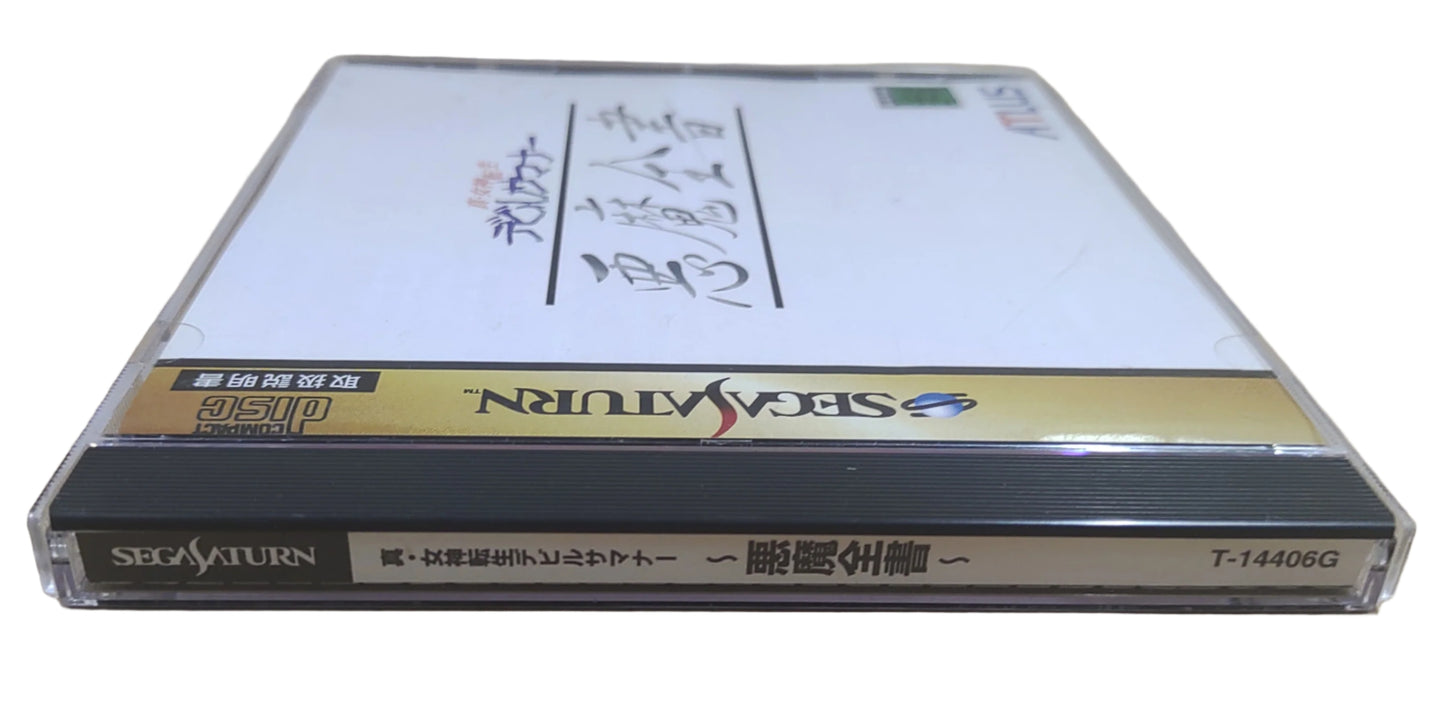 ATLUS
真・女神転生
デビルサマナー
悪魔全書
SEGA SATURN™
COMPACT
disc
取扱説明書
SEGA SATURN 真・女神転生デビルサマナー ～悪魔全書～ T-14406G